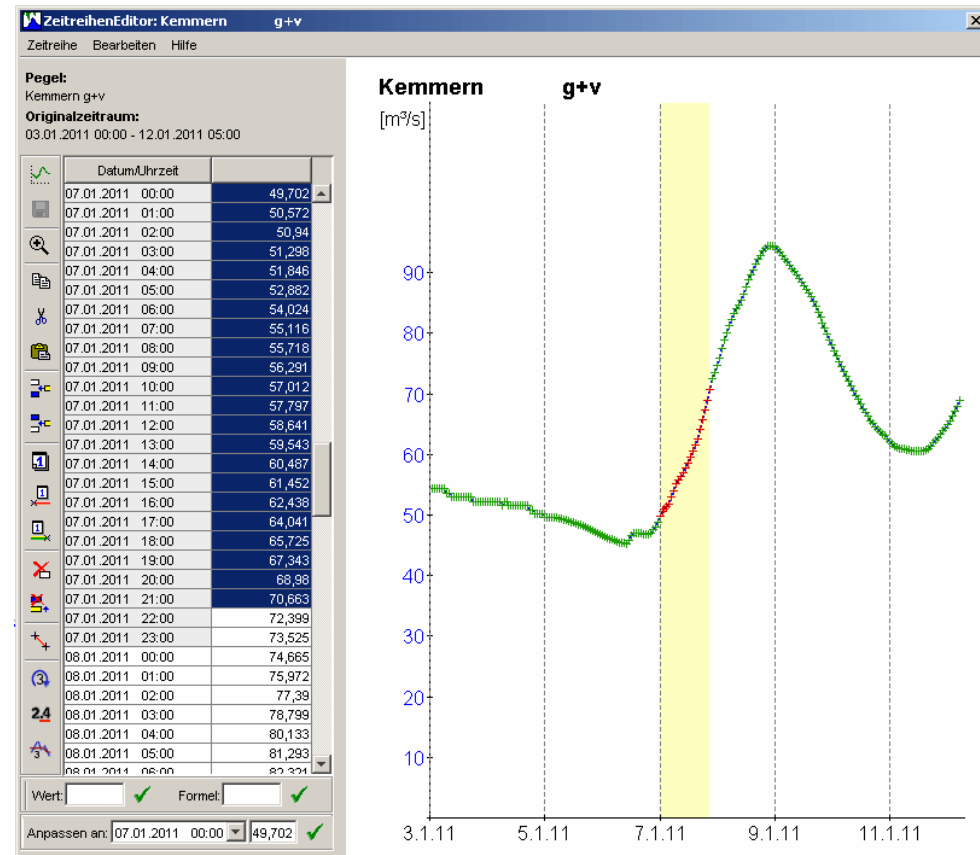 ZeitreihenEditor: Kemmern g+v
Zeitreihe Bearbeiten Hilfe
Pegel:
Kemmern g+v
Originalzeitraum:
03.01.2011 00:00 - 12.01.2011 05:00
Datum/Uhrzeit
07.01.2011 00:00 49,702
07.01.2011 01:00 50,572
07.01.2011 02:00 50,94
07.01.2011 03:00 51,298
07.01.2011 04:00 51,846
07.01.2011 05:00 52,882
07.01.2011 06:00 54,024
07.01.2011 07:00 55,116
07.01.2011 08:00 55,718
07.01.2011 09:00 56,291
07.01.2011 10:00 57,012
07.01.2011 11:00 57,797
07.01.2011 12:00 58,641
07.01.2011 13:00 59,543
07.01.2011 14:00 60,487
07.01.2011 15:00 61,452
07.01.2011 16:00 62,438
07.01.2011 17:00 64,041
07.01.2011 18:00 65,725
07.01.2011 19:00 67,343
07.01.2011 20:00 68,98
07.01.2011 21:00 70,663
07.01.2011 22:00 72,399
07.01.2011 23:00 73,525
08.01.2011 00:00 74,665
08.01.2011 01:00 75,972
08.01.2011 02:00 77,39
08.01.2011 03:00 78,799
08.01.2011 04:00 80,133
08.01.2011 05:00 81,293
08.01.2011 06:00 82,321
1
1
1
3
2,4
3
Wert: Formel:
Anpassen an: 07.01.2011 00:00 49,702
Kemmern g+v
[m³/s]
90
80
70
60
50
40
30
20
10
3.1.11 5.1.11 7.1.11 9.1.11 11.1.11